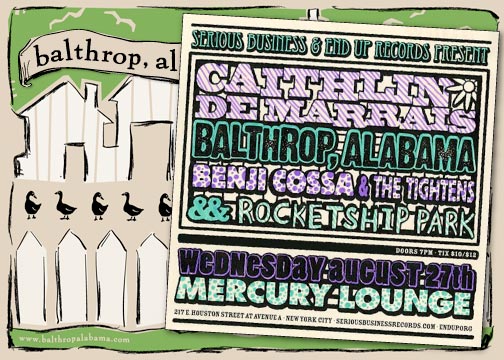 balthrop, al
SERIOUS BUSINESS & END UP RECORDS PRESENT
CAITHLIN
DE MARRAIS
BALTHROP, ALABAMA
BENJI COSSA & THE TIGHTENS
&& ROCKETSHIP PARK
DOORS 7PM · TIX $10/$12
WEDNESDAY AUGUST 27th
MERCURY LOUNGE
217 E. HOUSTON STREET AT AVENUE A · NEW YORK CITY · SERIOUSBUSINESSRECORDS.COM · ENDUP.ORG
www.balthropalabama.com